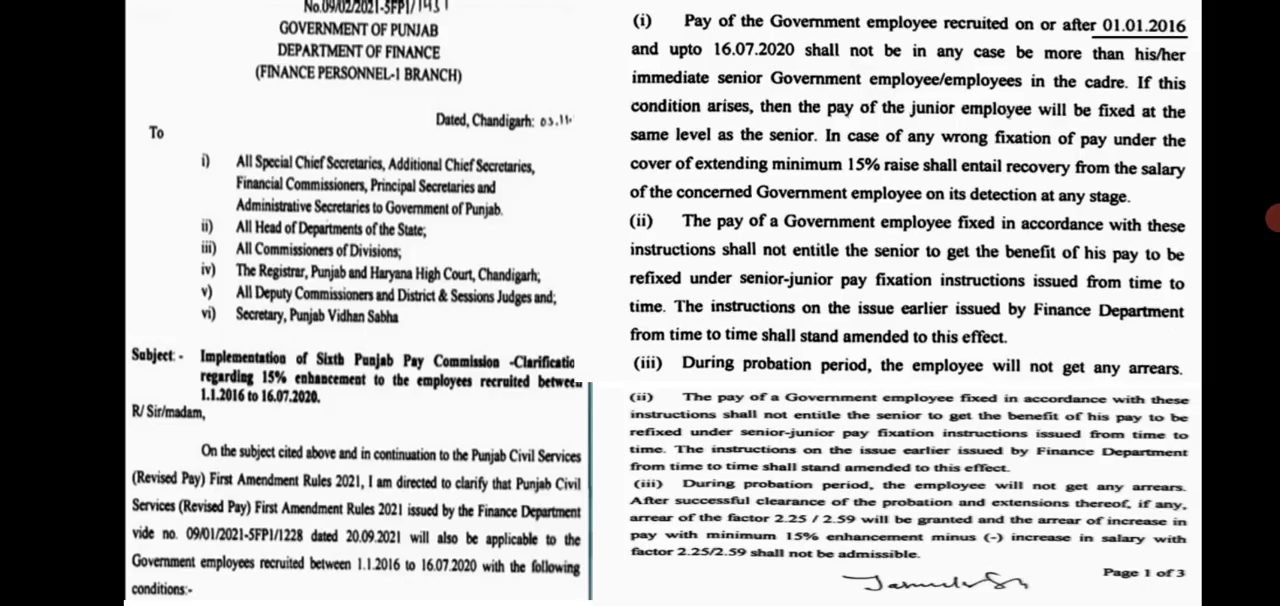 No.09/02/2021-5FP1/1431
GOVERNMENT OF PUNJAB
DEPARTMENT OF FINANCE
(FINANCE PERSONNEL-1 BRANCH)
Dated, Chandigarh: 03.11.
To
i) All Special Chief Secretaries, Additional Chief Secretaries,
Financial Commissioners, Principal Secretaries and
Administrative Secretaries to Government of Punjab.
ii) All Head of Departments of the State;
iii) All Commissioners of Divisions;
iv) The Registrar, Punjab and Haryana High Court, Chandigarh;
v) All Deputy Commissioners and District & Sessions Judges and;
vi) Secretary, Punjab Vidhan Sabha
Subject:- Implementation of Sixth Punjab Pay Commission -Clarificatio
regarding 15% enhancement to the employees recruited between
1.1.2016 to 16.07.2020.
R/ Sir/madam,
On the subject cited above and in continuation to the Punjab Civil Services
(Revised Pay) First Amendment Rules 2021, I am directed to clarify that Punjab Civil
Services (Revised Pay) First Amendment Rules 2021 issued by the Finance Department
vide no. 09/01/2021-5FP1/1228 dated 20.09.2021 will also be applicable to the
Government employees recruited between 1.1.2016 to 16.07.2020 with the following
conditions:-
(i) Pay of the Government employee recruited on or after 01.01.2016
and upto 16.07.2020 shall not be in any case be more than his/her
immediate senior Government employee/employees in the cadre. If this
condition arises, then the pay of the junior employee will be fixed at the
same level as the senior. In case of any wrong fixation of pay under the
cover of extending minimum 15% raise shall entail recovery from the salary
of the concerned Government employee on its detection at any stage.
(ii) The pay of a Government employee fixed in accordance with these
instructions shall not entitle the senior to get the benefit of his pay to be
refixed under senior-junior pay fixation instructions issued from time to
time. The instructions on the issue earlier issued by Finance Department
from time to time shall stand amended to this effect.
(iii) During probation period, the employee will not get any arrears.
(ii) The pay of a Government employee fixed in accordance with these
instructions shall not entitle the senior to get the benefit of his pay to be
refixed under senior-junior pay fixation instructions issued from time to
time. The instructions on the issue earlier issued by Finance Department
from time to time shall stand amended to this effect.
(iii) During probation period, the employee will not get any arrears.
After successful clearance of the probation and extensions thereof, if any,
arrear of the factor 2.25 / 2.59 will be granted and the arrear of increase in
pay with minimum 15% enhancement minus (-) increase in salary with
factor 2.25/2.59 shall not be admissible.
Page 1 of 3